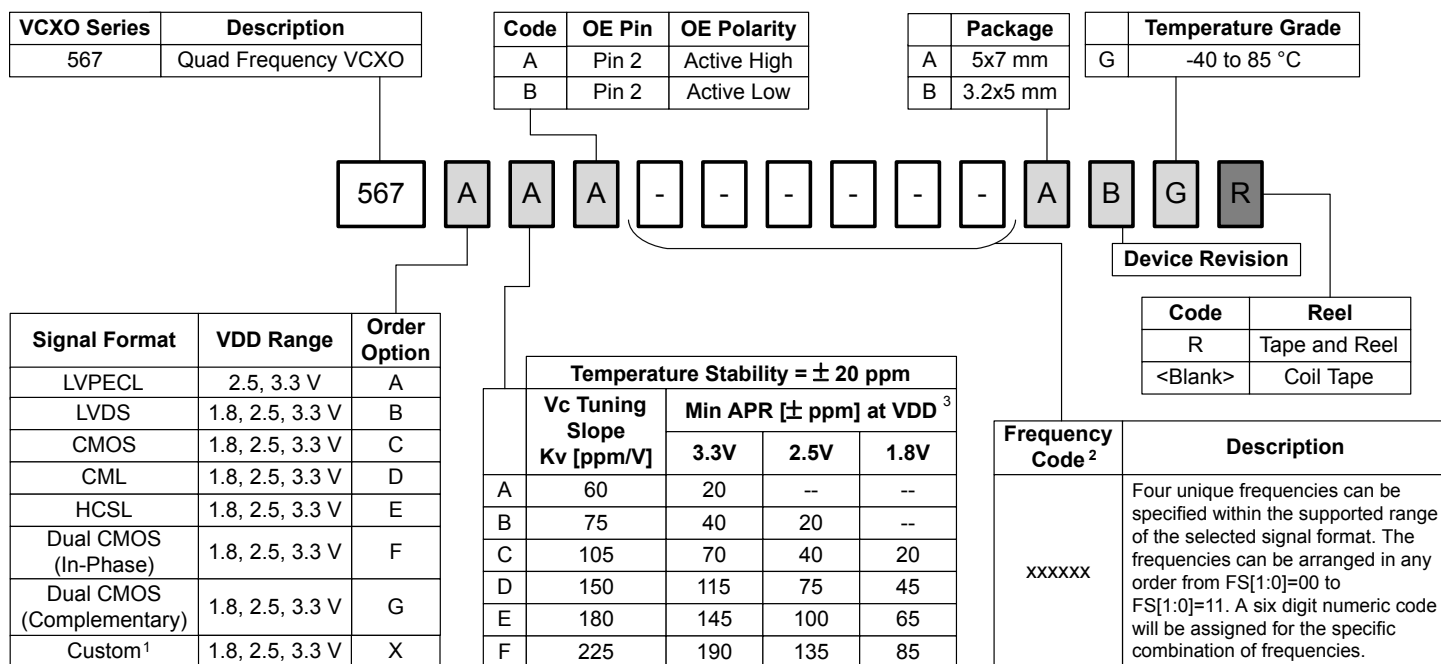 VCXO Series Description
567 Quad Frequency VCXO
Code OE Pin OE Polarity
A Pin 2 Active High
B Pin 2 Active Low
Package
A 5x7 mm
B 3.2x5 mm
Temperature Grade
G -40 to 85 °C
567 A A A - - - - - - A B G R
Device Revision
Code Reel
R Tape and Reel
<Blank> Coil Tape
Signal Format VDD Range Order
Option
LVPECL 2.5, 3.3 V A
LVDS 1.8, 2.5, 3.3 V B
CMOS 1.8, 2.5, 3.3 V C
CML 1.8, 2.5, 3.3 V D
HCSL 1.8, 2.5, 3.3 V E
Dual CMOS
(In-Phase) 1.8, 2.5, 3.3 V F
Dual CMOS
(Complementary) 1.8, 2.5, 3.3 V G
Custom¹ 1.8, 2.5, 3.3 V X
Temperature Stability = ± 20 ppm
Vc Tuning
Slope
Kv [ppm/V]
Min APR [± ppm] at VDD ³
3.3V 2.5V 1.8V
A 60 20 -- --
B 75 40 20 --
C 105 70 40 20
D 150 115 75 45
E 180 145 100 65
F 225 190 135 85
Frequency
Code ²
Description
xxxxxx
Four unique frequencies can be
specified within the supported range
of the selected signal format. The
frequencies can be arranged in any
order from FS[1:0]=00 to
FS[1:0]=11. A six digit numeric code
will be assigned for the specific
combination of frequencies.